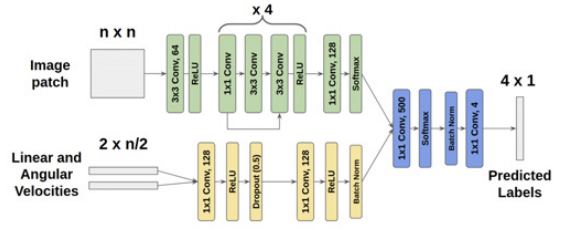 x 4
n x n
Image
patch
3x3 Conv, 64
ReLU
1x1 Conv
3x3 Conv
3x3 Conv
ReLU
1x1 Conv, 128
Softmax
2 x n/2
Linear and
Angular
Velocities
1x1 Conv, 128
ReLU
Dropout (0.5)
1x1 Conv, 128
ReLU
Batch Norm
1x1 Conv, 500
Softmax
Batch Norm
1x1 Conv, 4
4 x 1
Predicted
Labels